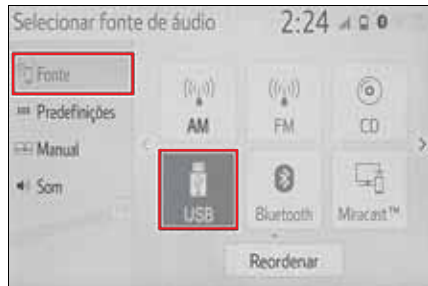 Selecionar fonte de áudio 2:24
Fonte
Predefinições
Manual
Som
AM FM CD
USB Bluetooth Miracast™
Reordenar